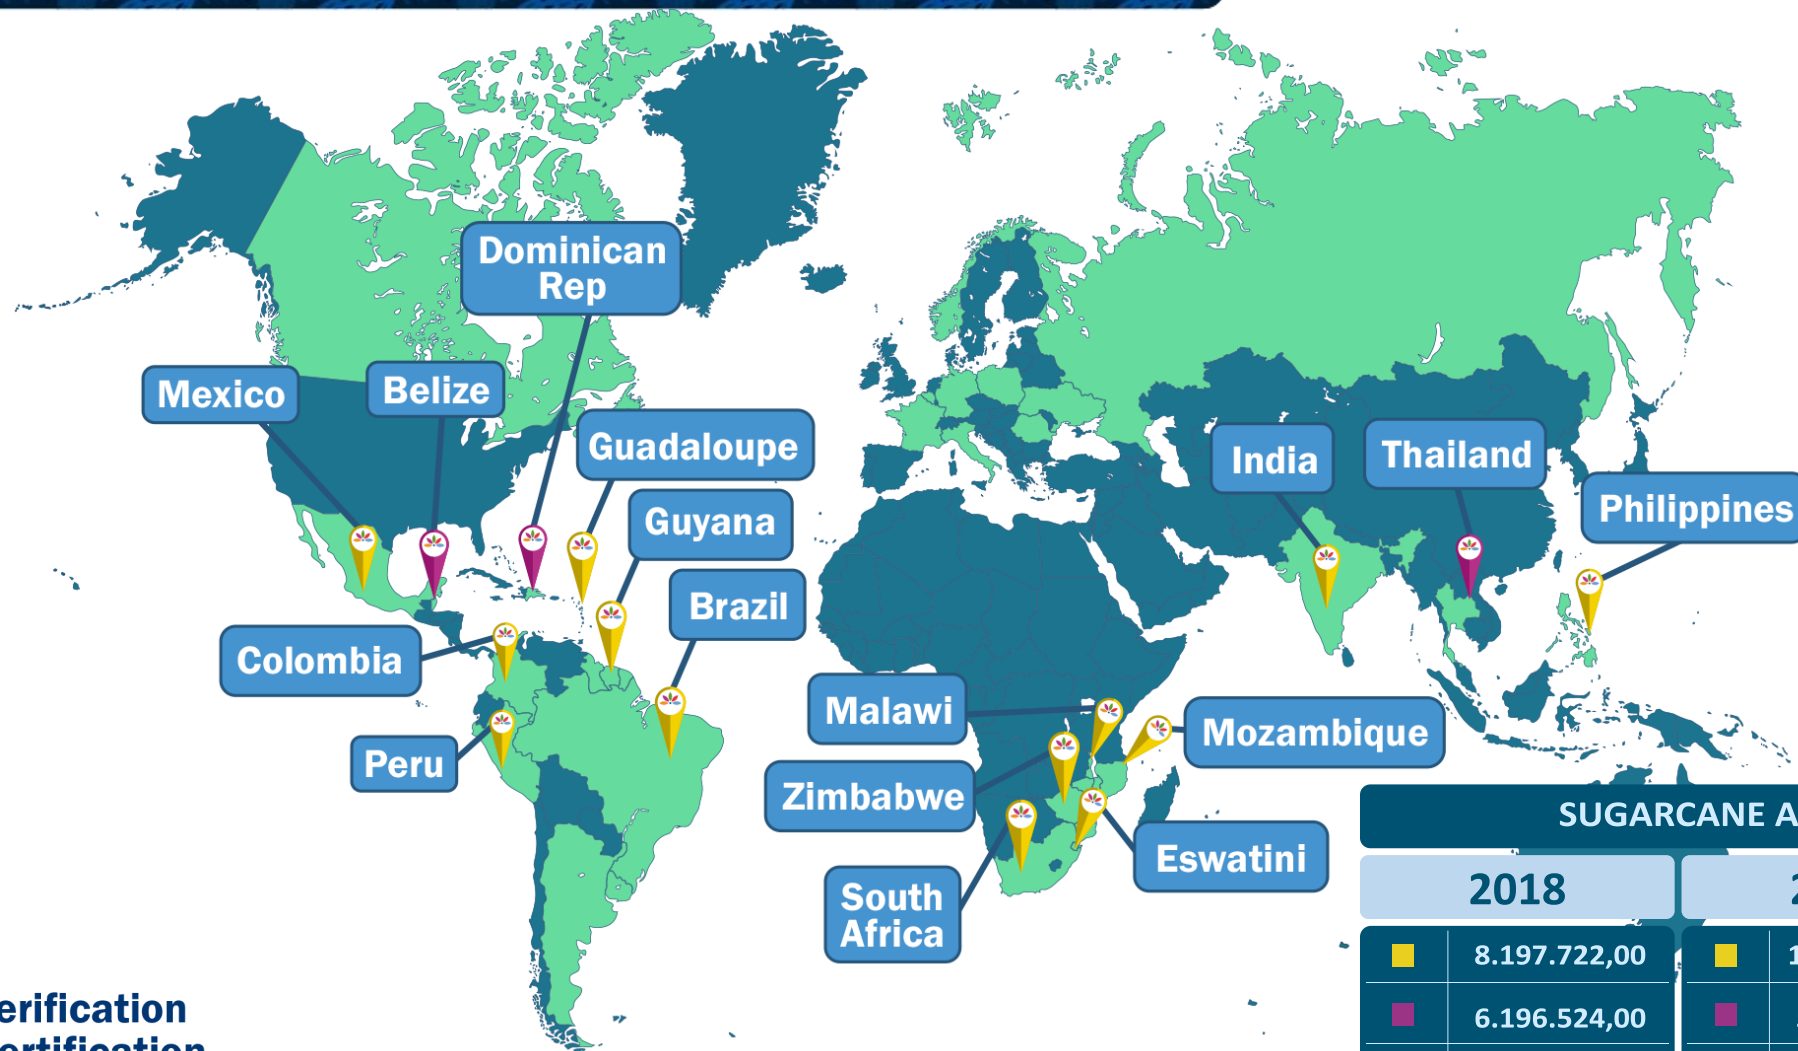 Dominican
Rep
Mexico
Belize
Guadaloupe
India
Thailand
Philippines
Guyana
Brazil
Colombia
Malawi
Mozambique
Peru
Zimbabwe
Eswatini
South
Africa
SUGARCANE A
2018
8.197.722,00
6.196.524,00
erification
ertification